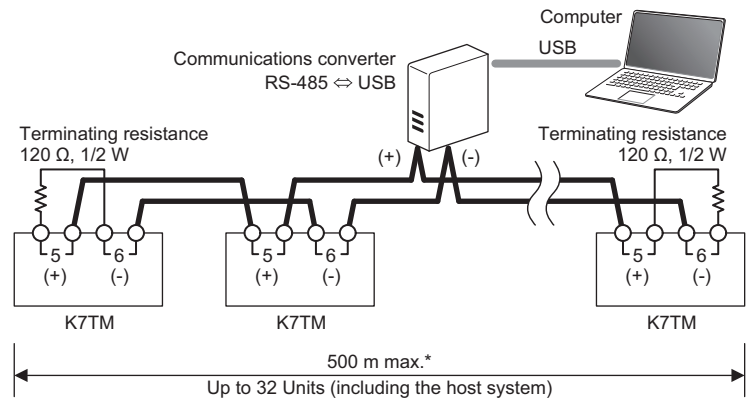 Computer
USB
Communications converter
RS-485 ⇔ USB
Terminating resistance
120 Ω, 1/2 W
Terminating resistance
120 Ω, 1/2 W
(+) (-)
5 6
(+) (-)
5 6
(+) (-)
5 6
(+) (-)
K7TM
K7TM
K7TM
500 m max.*
Up to 32 Units (including the host system)